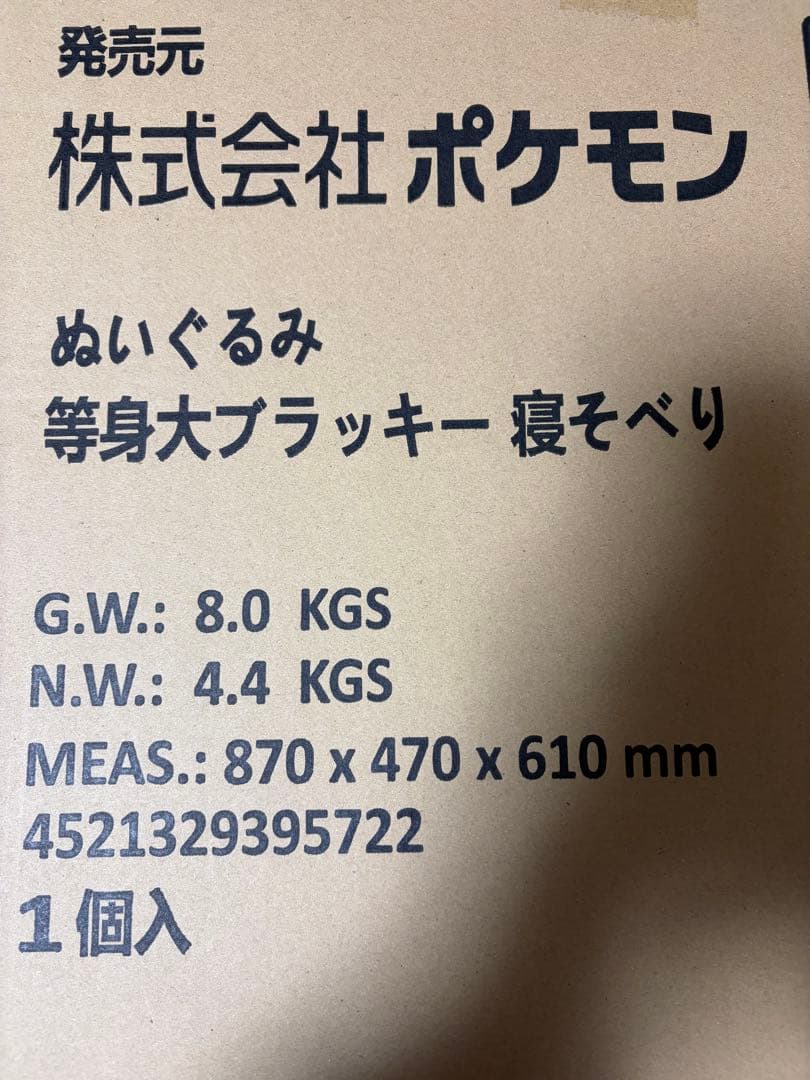 発売元
株式会社 ポケモン
ぬいぐるみ
等身大ブラッキー 寝そべり
G.W.: 8.0 KGS
N.W.: 4.4 KGS
MEAS.: 870 x 470 x 610 mm
4521329395722
1個入